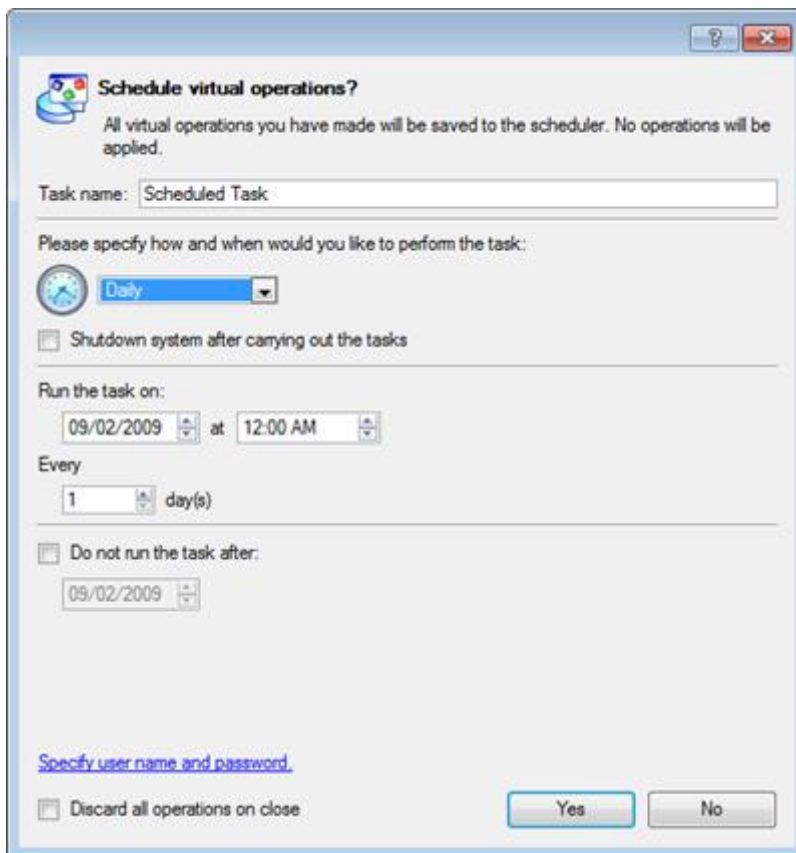 Schedule virtual operations?
All virtual operations you have made will be saved to the scheduler. No operations will be
applied.
Task name: Scheduled Task
Please specify how and when would you like to perform the task:
Daily
Shutdown system after carrying out the tasks
Run the task on:
09/02/2009 at 12:00 AM
Every
1 day(s)
Do not run the task after:
09/02/2009
Specify user name and password.
Discard all operations on close Yes No